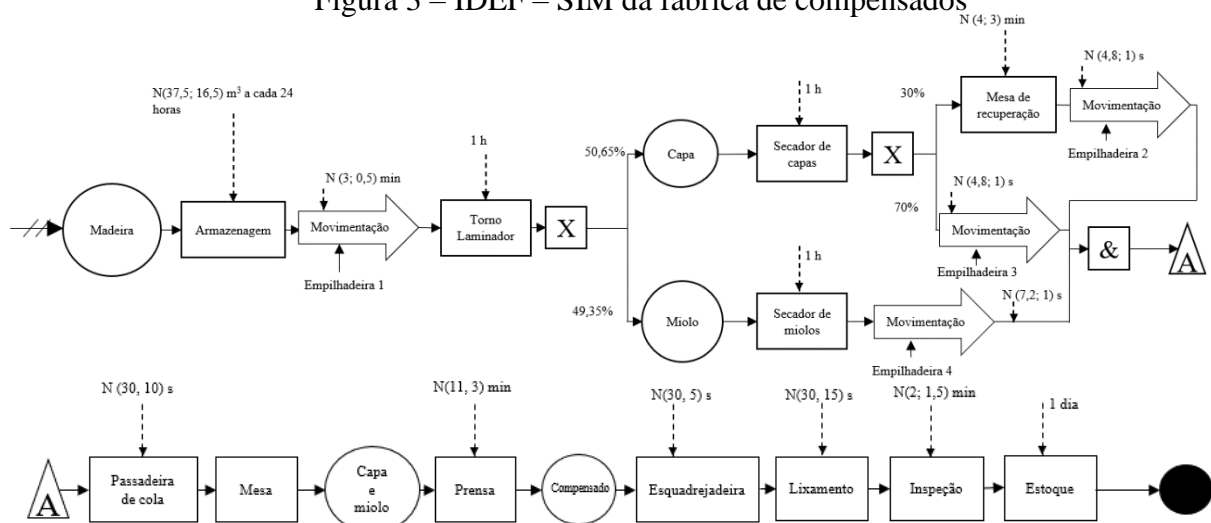 Figura 5 – IDEF – SIM da fábrica de compensados
N (4; 3) min
N (4,8; 1) s
N(37,5; 16,5) m³ a cada 24
horas
1 h
30%
Mesa de
recuperação
Movimentação
Empilhadeira 2
1 h
50,65%
Capa
Secador de
capas
X
N (3; 0,5) min
N (4,8; 1) s
70%
Madeira
Armazenagem
Movimentação
Torno
Laminador
X
Movimentação
&
A
Empilhadeira 1
Empilhadeira 3
1 h
N (7,2; 1) s
49,35%
Miolo
Secador de
miolos
Movimentação
Empilhadeira 4
N (30, 10) s
N(11, 3) min
N(30, 5) s
N(30, 15) s
N(2; 1,5) min
1 dia
A
Passadeira
de cola
Mesa
Capa
e
miolo
Prensa
Compensado
Esquadrejadeira
Lixamento
Inspeção
Estoque